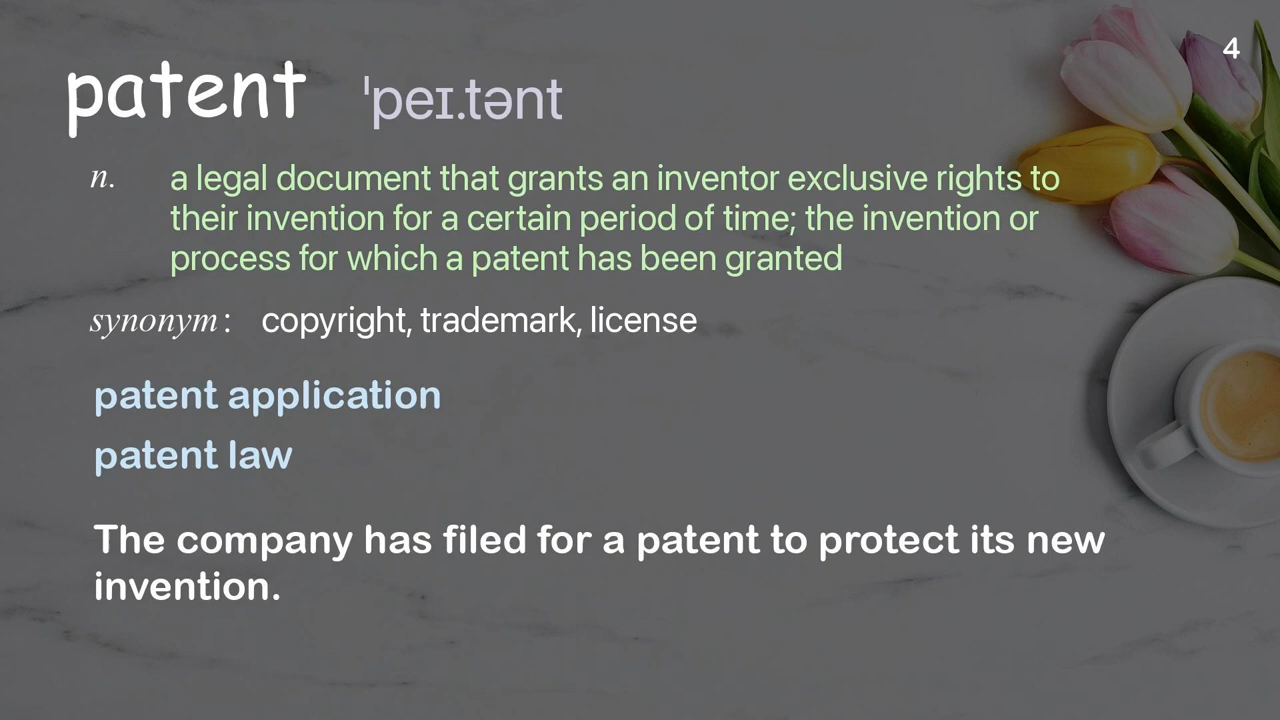 4
patent ˈpeɪ.tənt
n. a legal document that grants an inventor exclusive rights to
their invention for a certain period of time; the invention or
process for which a patent has been granted
synonym: copyright, trademark, license
patent application
patent law
The company has filed for a patent to protect its new
invention.